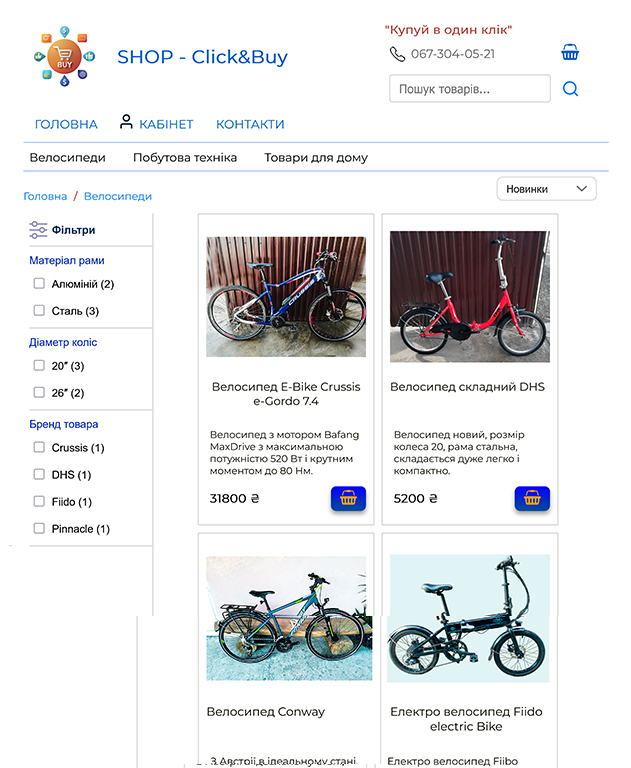 "Купуй в один клік"
BUY
SHOP - Click&Buy
067-304-05-21
Пошук товарів...
ГОЛОВНА КАБІНЕТ КОНТАКТИ
Велосипеди Побутова техніка Товари для дому
Головна / Велосипеди
Новинки
Фільтри
Матеріал рами
Алюміній (2)
Сталь (3)
Діаметр коліс
20″ (3)
26″ (2)
Бренд товара
Crussis (1)
DHS (1)
Fiido (1)
Pinnacle (1)
CRUSSIS
Велосипед E-Bike Crussis
e-Gordo 7.4
Велосипед з мотором Bafang
MaxDrive з максимальною
потужністю 520 Вт і крутним
моментом до 80 Нм.
31800 ₴
Велосипед складний DHS
Велосипед новий, розмір
колеса 20, рама стальна,
складається дуже легко і
компактно.
5200 ₴
Велосипед Conway
З Австрії в ідеальному стані.
Електро велосипед Fiido
electric Bike
Електро велосипед Fiibo